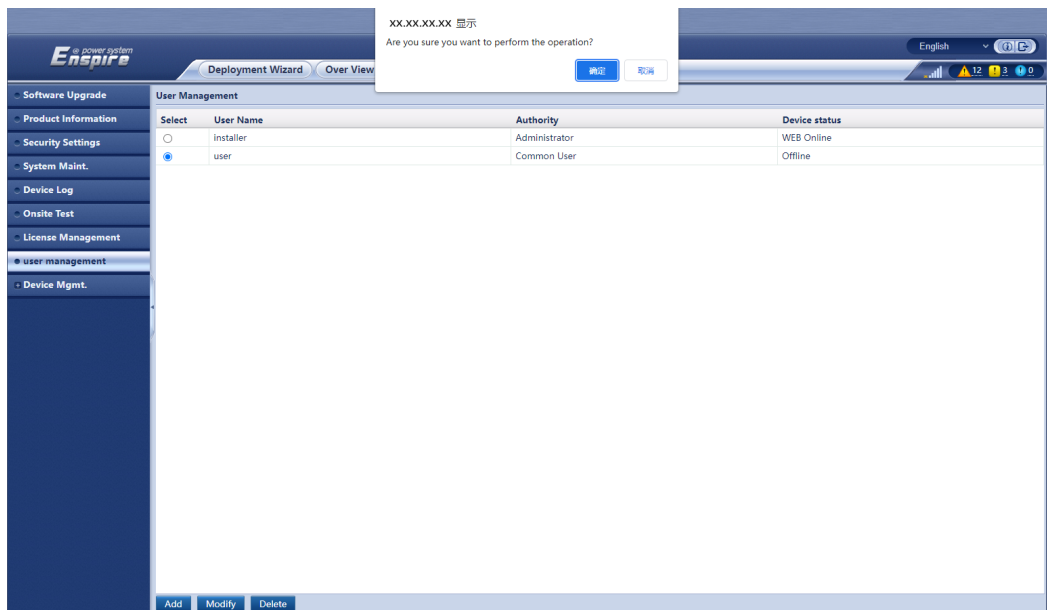 xx.xx.xx.xx 显示
Are you sure you want to perform the operation?
确定 取消
e power system
Enspire
English
Deployment Wizard Over View
12 3 0
Software Upgrade
Product Information
Security Settings
System Maint.
Device Log
Onsite Test
License Management
user management
Device Mgmt.
User Management
Select User Name Authority Device status
installer Administrator WEB Online
user Common User Offline
Add Modify Delete